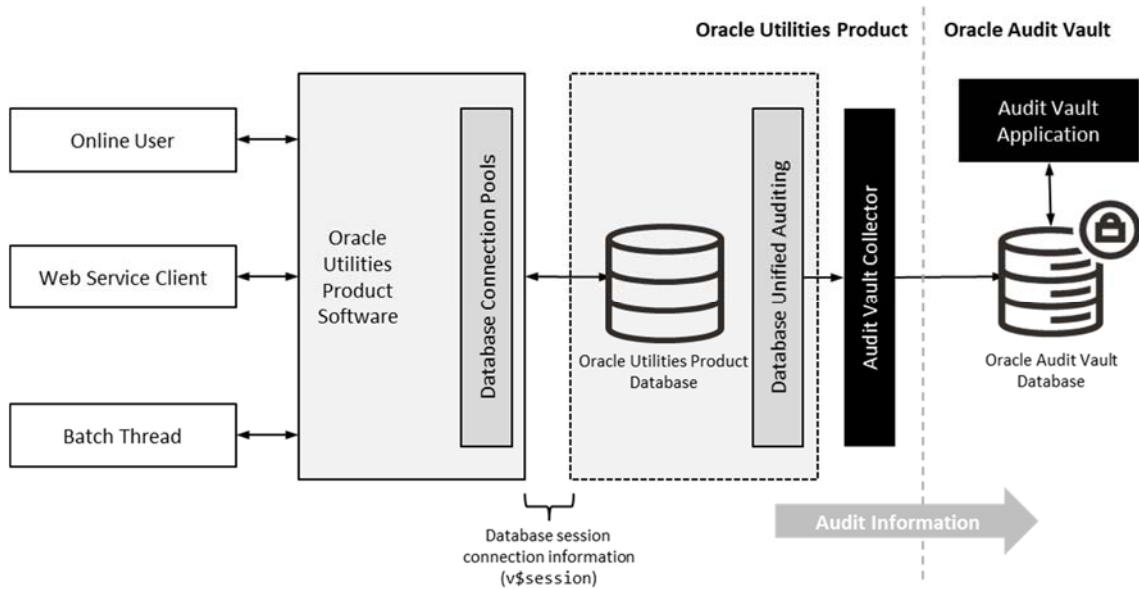 Oracle Utilities Product
Oracle Audit Vault
Online User
Web Service Client
Batch Thread
Oracle
Utilities
Product
Software
Database Connection Pools
Oracle Utilities Product
Database
Database Unified Auditing
Audit Vault Collector
Audit Vault
Application
Oracle Audit Vault
Database
Database session
connection information
(v$session)
Audit Information